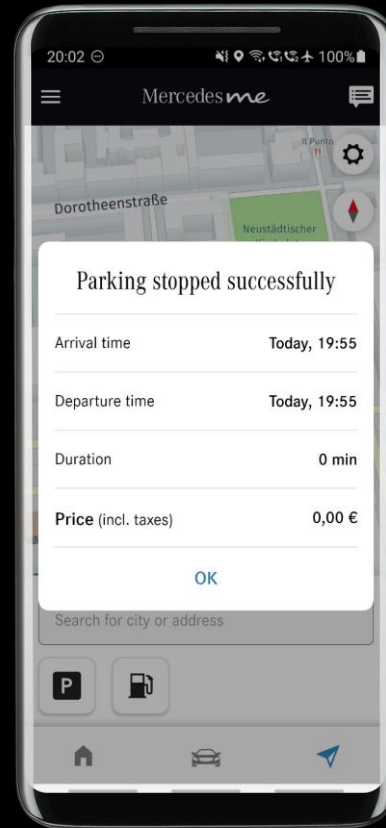 20:02 100%
Mercedes me
Il Punto
Dorotheenstraße
Neustädtischer
Parking stopped successfully
Arrival time Today, 19:55
Departure time Today, 19:55
Duration 0 min
Price (incl. taxes) 0,00 €
OK
Search for city or address
P